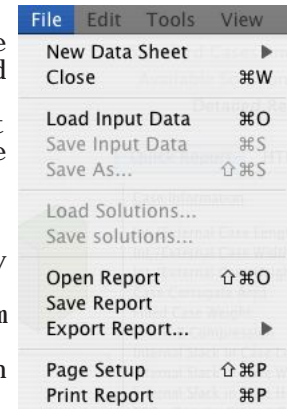 File Edit Tools View
New Data Sheet ▶
Close ⌘W
Load Input Data ⌘O
Save Input Data ⌘S
Save As... ⇧⌘S
Load Solutions...
Save solutions...
Open Report ⇧⌘O
Save Report
Export Report... ▶
Page Setup ⇧⌘P
Print Report ⌘P